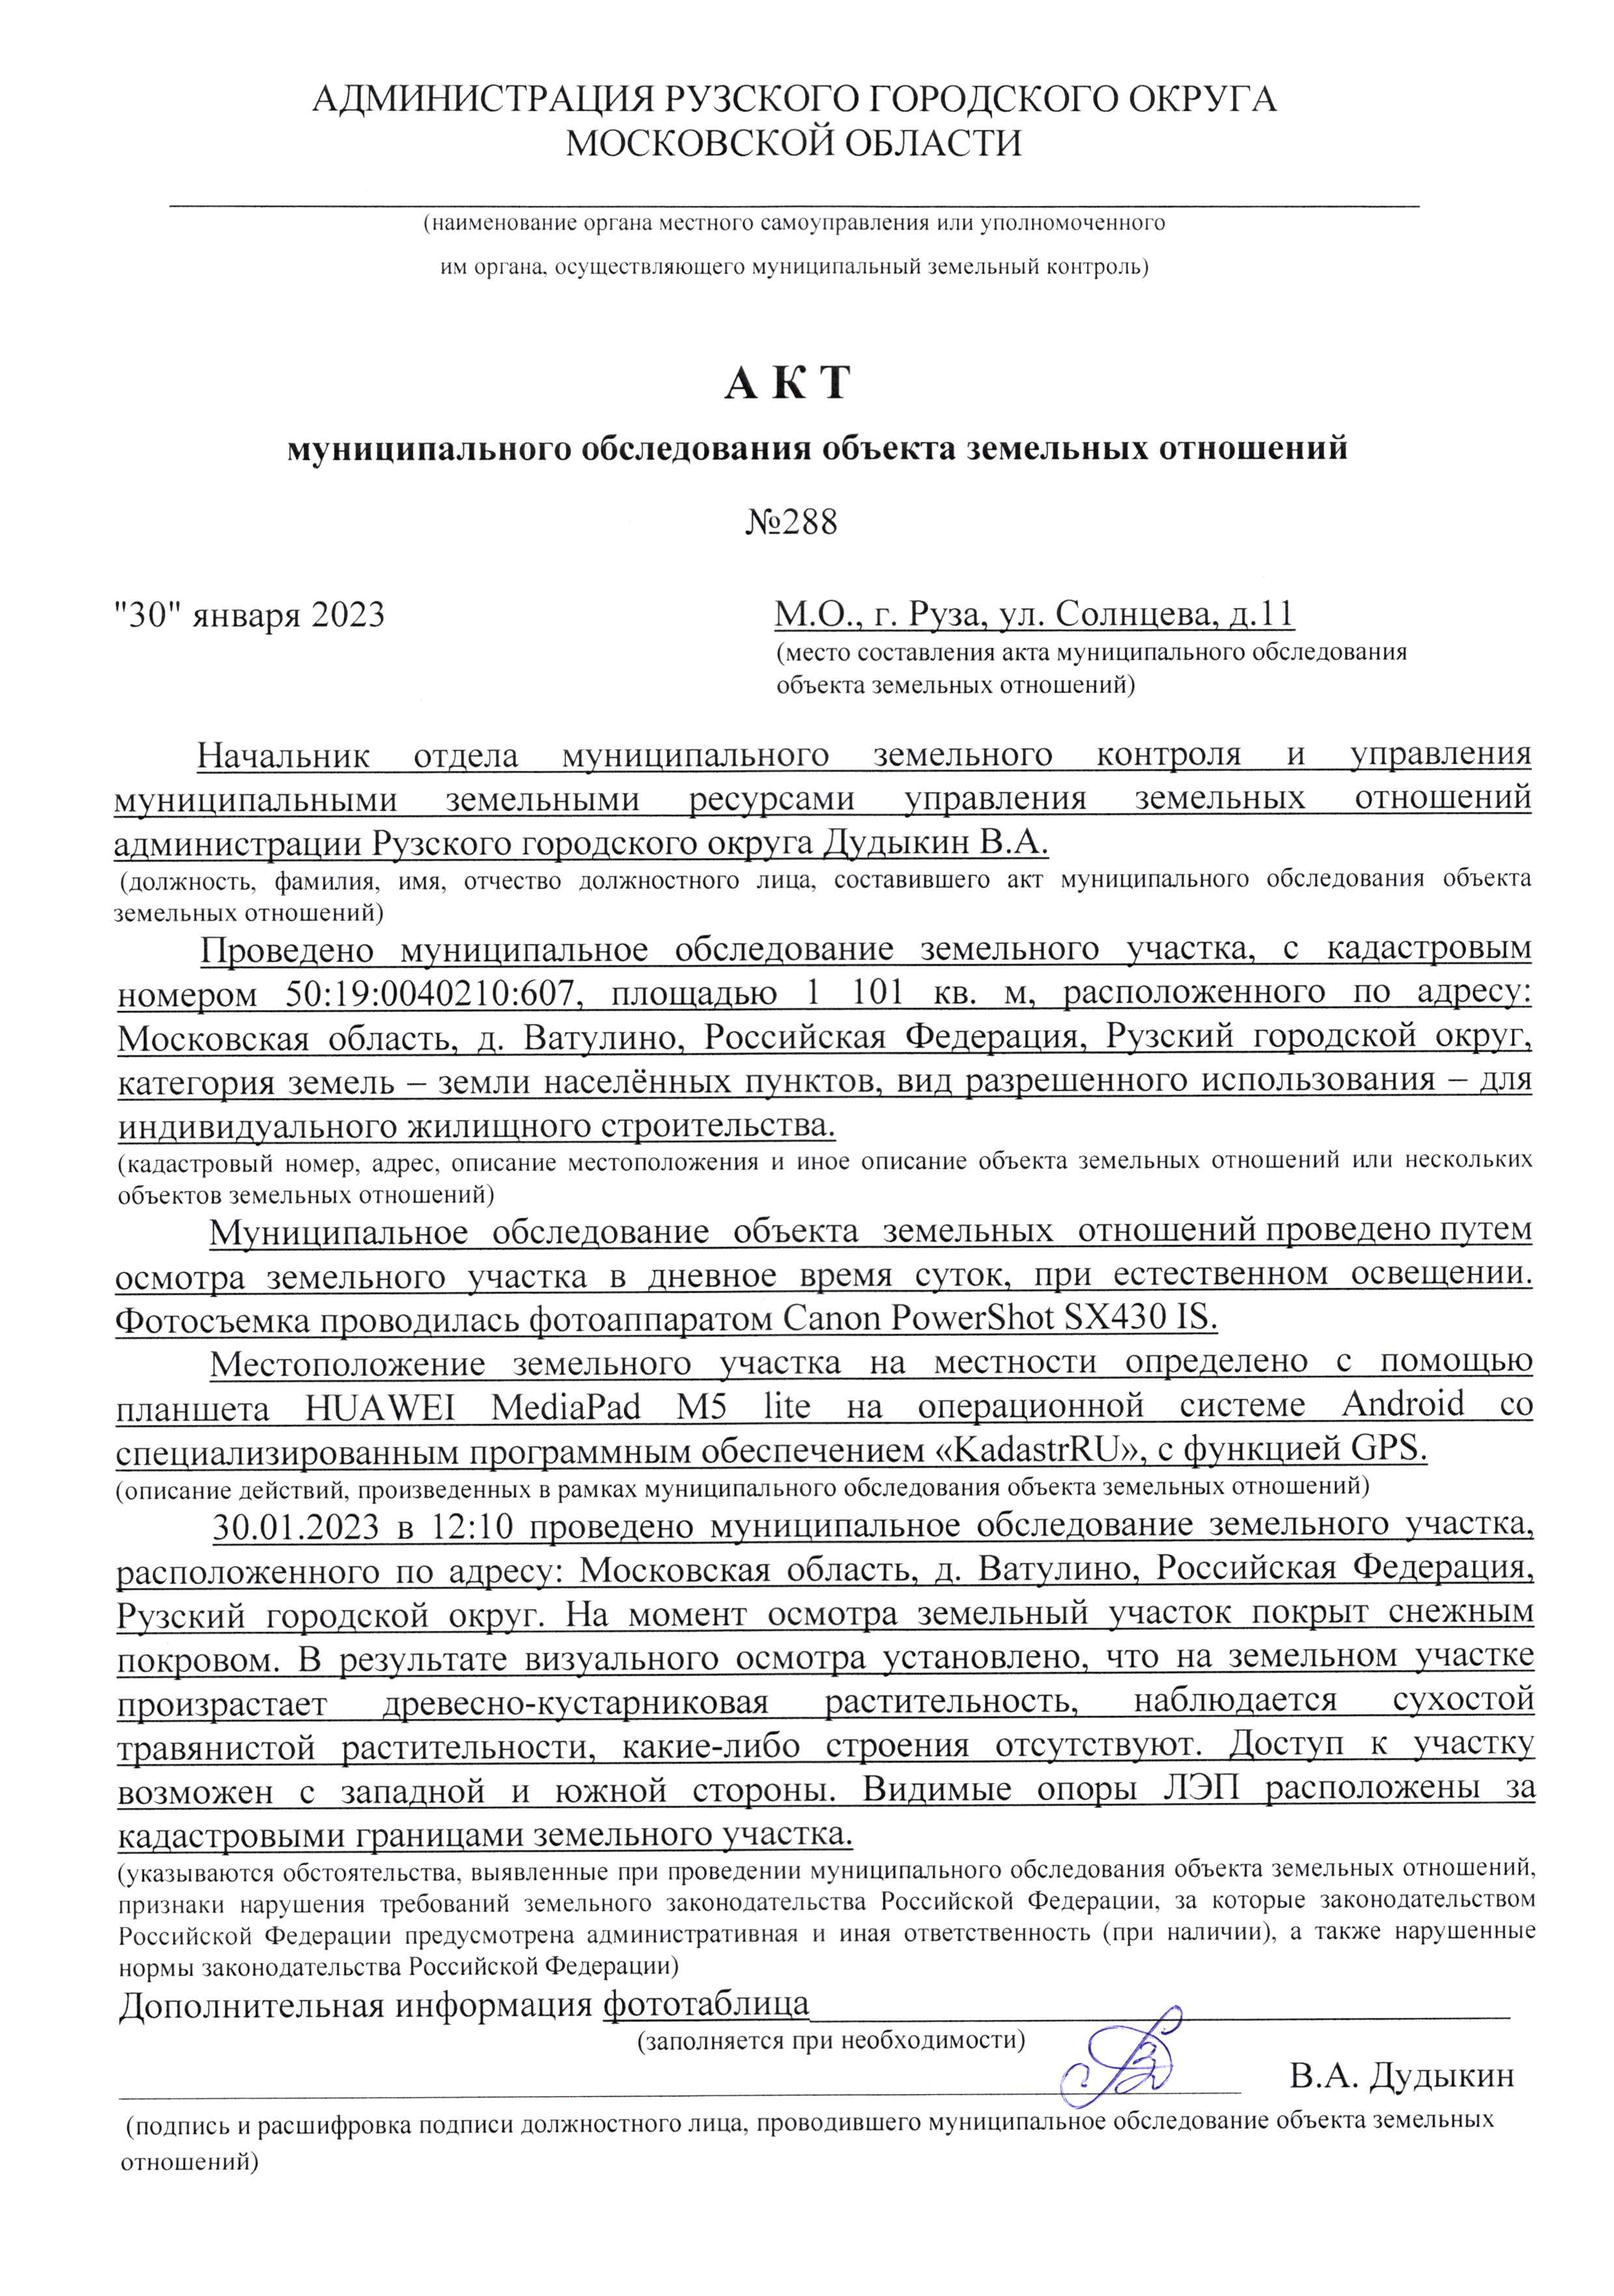 АДМИНИСТРАЦИЯ РУЗСКОГО ГОРОДСКОГО ОКРУГА
МОСКОВСКОЙ ОБЛАСТИ
(наименование органа местного самоуправления или уполномоченного
им органа, осуществляющего муниципальный земельный контроль)
А К Т
муниципального обследования объекта земельных отношений
№288
"30" января 2023 М.О., г. Руза, ул. Солнцева, д.11
(место составления акта муниципального обследования
объекта земельных отношений)
Начальник отдела муниципального земельного контроля и управления
муниципальными земельными ресурсами управления земельных отношений
администрации Рузского городского округа Дудыкин В.А.
(должность, фамилия, имя, отчество должностного лица, составившего акт муниципального обследования объекта
земельных отношений)
Проведено муниципальное обследование земельного участка, с кадастровым
номером 50:19:0040210:607, площадью 1 101 кв. м, расположенного по адресу:
Московская область, д. Ватулино, Российская Федерация, Рузский городской округ,
категория земель – земли населённых пунктов, вид разрешенного использования – для
индивидуального жилищного строительства.
(кадастровый номер, адрес, описание местоположения и иное описание объекта земельных отношений или нескольких
объектов земельных отношений)
Муниципальное обследование объекта земельных отношений проведено путем
осмотра земельного участка в дневное время суток, при естественном освещении.
Фотосъемка проводилась фотоаппаратом Canon PowerShot SX430 IS.
Местоположение земельного участка на местности определено с помощью
планшета HUAWEI MediaPad M5 lite на операционной системе Android со
специализированным программным обеспечением «KadastrRU», с функцией GPS.
(описание действий, произведенных в рамках муниципального обследования объекта земельных отношений)
30.01.2023 в 12:10 проведено муниципальное обследование земельного участка,
расположенного по адресу: Московская область, д. Ватулино, Российская Федерация,
Рузский городской округ. На момент осмотра земельный участок покрыт снежным
покровом. В результате визуального осмотра установлено, что на земельном участке
произрастает древесно-кустарниковая растительность, наблюдается сухостой
травянистой растительности, какие-либо строения отсутствуют. Доступ к участку
возможен с западной и южной стороны. Видимые опоры ЛЭП расположены за
кадастровыми границами земельного участка.
(указываются обстоятельства, выявленные при проведении муниципального обследования объекта земельных отношений,
признаки нарушения требований земельного законодательства Российской Федерации, за которые законодательством
Российской Федерации предусмотрена административная и иная ответственность (при наличии), а также нарушенные
нормы законодательства Российской Федерации)
Дополнительная информация фототаблица
(заполняется при необходимости)
В.А. Дудыкин
(подпись и расшифровка подписи должностного лица, проводившего муниципальное обследование объекта земельных
отношений)